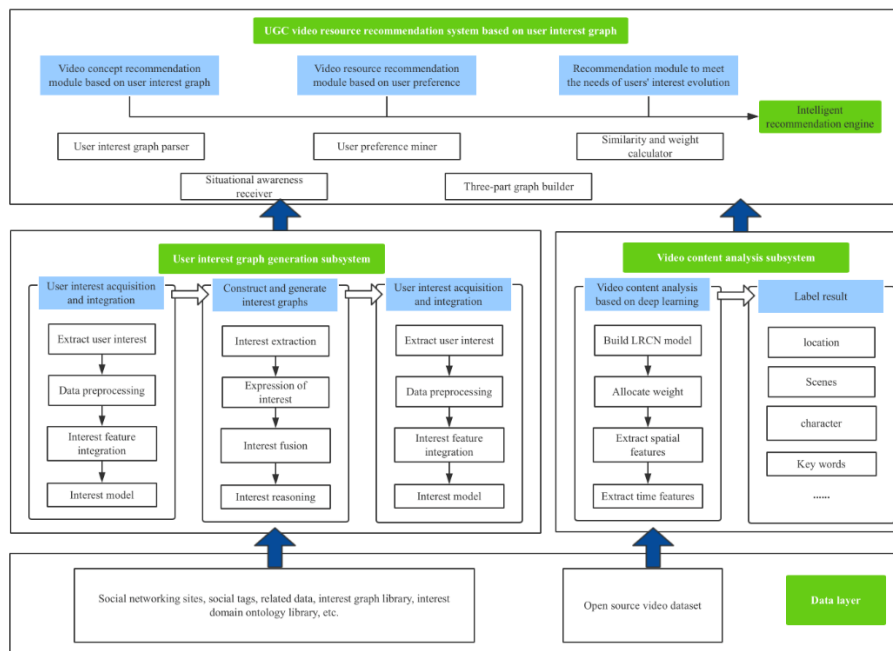 UGC video resource recommendation system based on user interest graph
Video concept recommendation
module based on user interest graph
Video resource recommendation
module based on user preference
Recommendation module to meet
the needs of users' interest evolution
Intelligent
recommendation engine
User interest graph parser
User preference miner
Similarity and weight
calculator
Situational awareness
receiver
Three-part graph builder
User interest graph generation subsystem
User interest acquisition
and integration
Extract user interest
Data preprocessing
Interest feature
integration
Interest model
Construct and generate
interest graphs
Interest extraction
Expression of
interest
Interest fusion
Interest reasoning
User interest acquisition
and integration
Extract user interest
Data preprocessing
Interest feature
integration
Interest model
Video content analysis subsystem
Video content analysis
based on deep learning
Build LRCN model
Allocate weight
Extract spatial
features
Extract time features
Label result
location
Scenes
character
Key words
......
Social networking sites, social tags, related data, interest graph library, interest
domain ontology library, etc.
Open source video dataset
Data layer